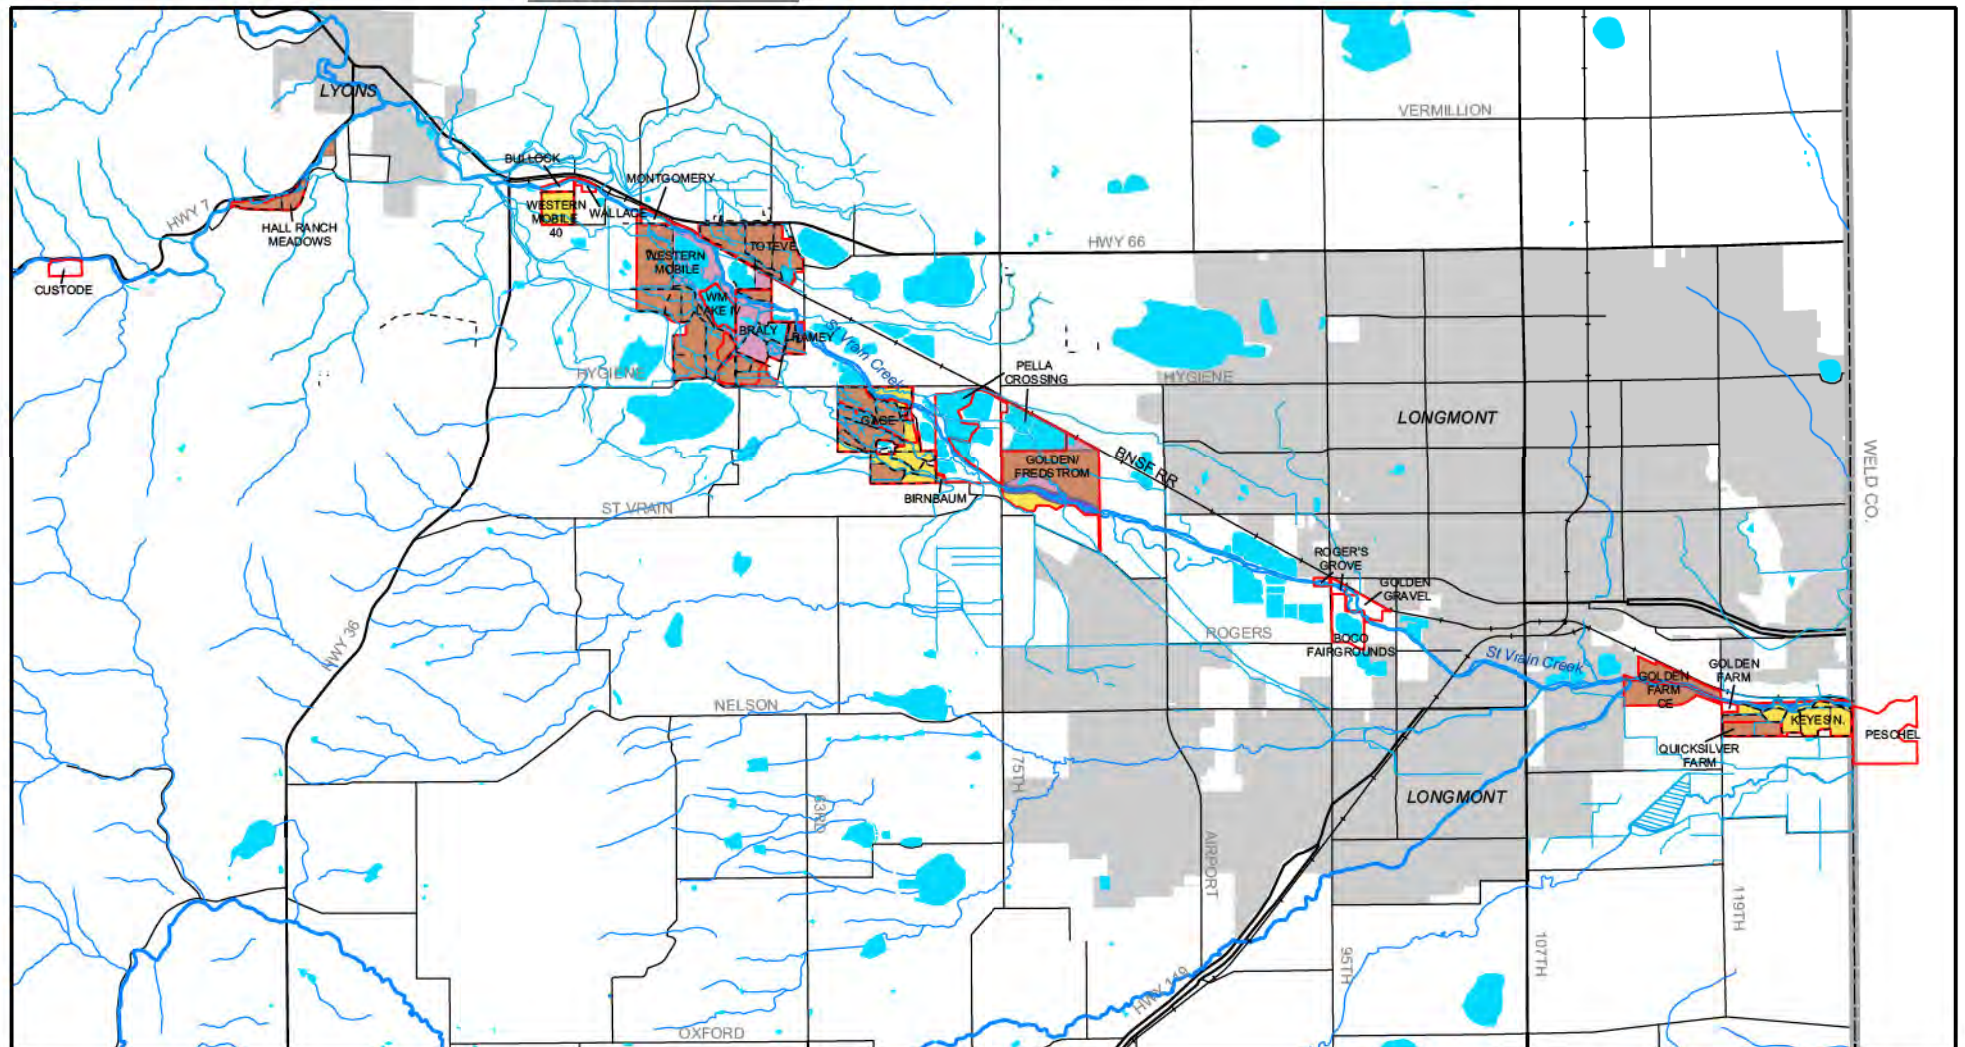 LYONS
VERMILLION
BULLOCK
MONTGOMERY
WESTERN
MOBILE
40
WALLACE
HWY 7
HALL RANCH
MEADOWS
CUSTODE
HWY 66
TOTEVE
WESTERN
MOBILE
WM
LAKE IV
BRALY
RAMEY
St Vrain Creek
HYGIENE
PELLA
CROSSING
HYGIENE
LONGMONT
GAGE
GOLDEN/
FREDSTROM
BNSF RR
WELD CO.
BIRNBAUM
ST VRAIN
ROGER'S
GROVE
GOLDEN
GRAVEL
ROGERS
BOCO
FAIRGROUNDS
HWY 36
St Vrain Creek
GOLDEN
FARM
GOLDEN
FARM
CE
NELSON
KEYES N.
PESCHEL
QUICKSILVER
FARM
75TH
63RD
LONGMONT
AIRPORT
119TH
95TH
107TH
HWY 119
OXFORD